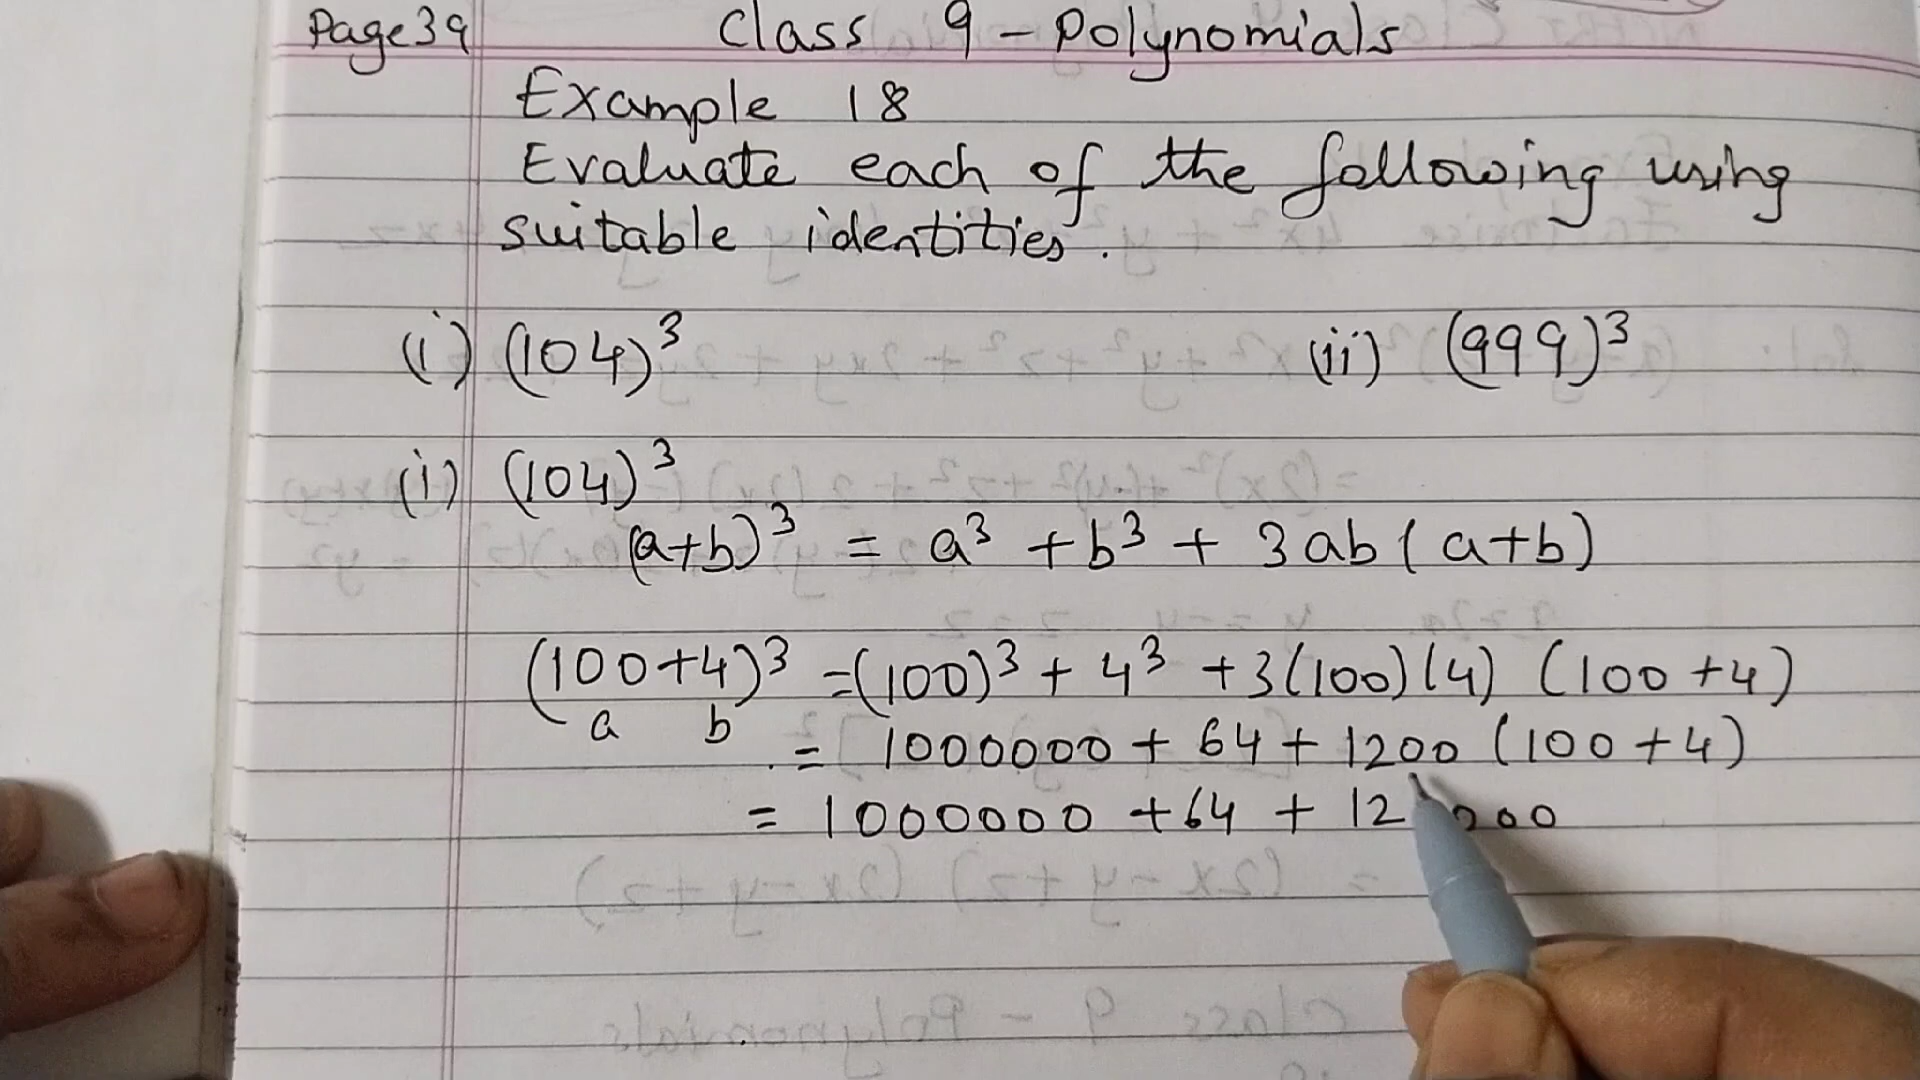 Page 39 Class 9 - Polynomials
Example 18
Evaluate each of the following using
suitable identities.
(i) (104)³ (ii) (999)³
(i) (104)³
(a+b)³ = a³ + b³ + 3ab (a+b)
(100+4)³ = (100)³ + 4³ + 3(100)(4) (100+4)
a b
= 1000000 + 64 + 1200 (100+4)
= 1000000 + 64 +